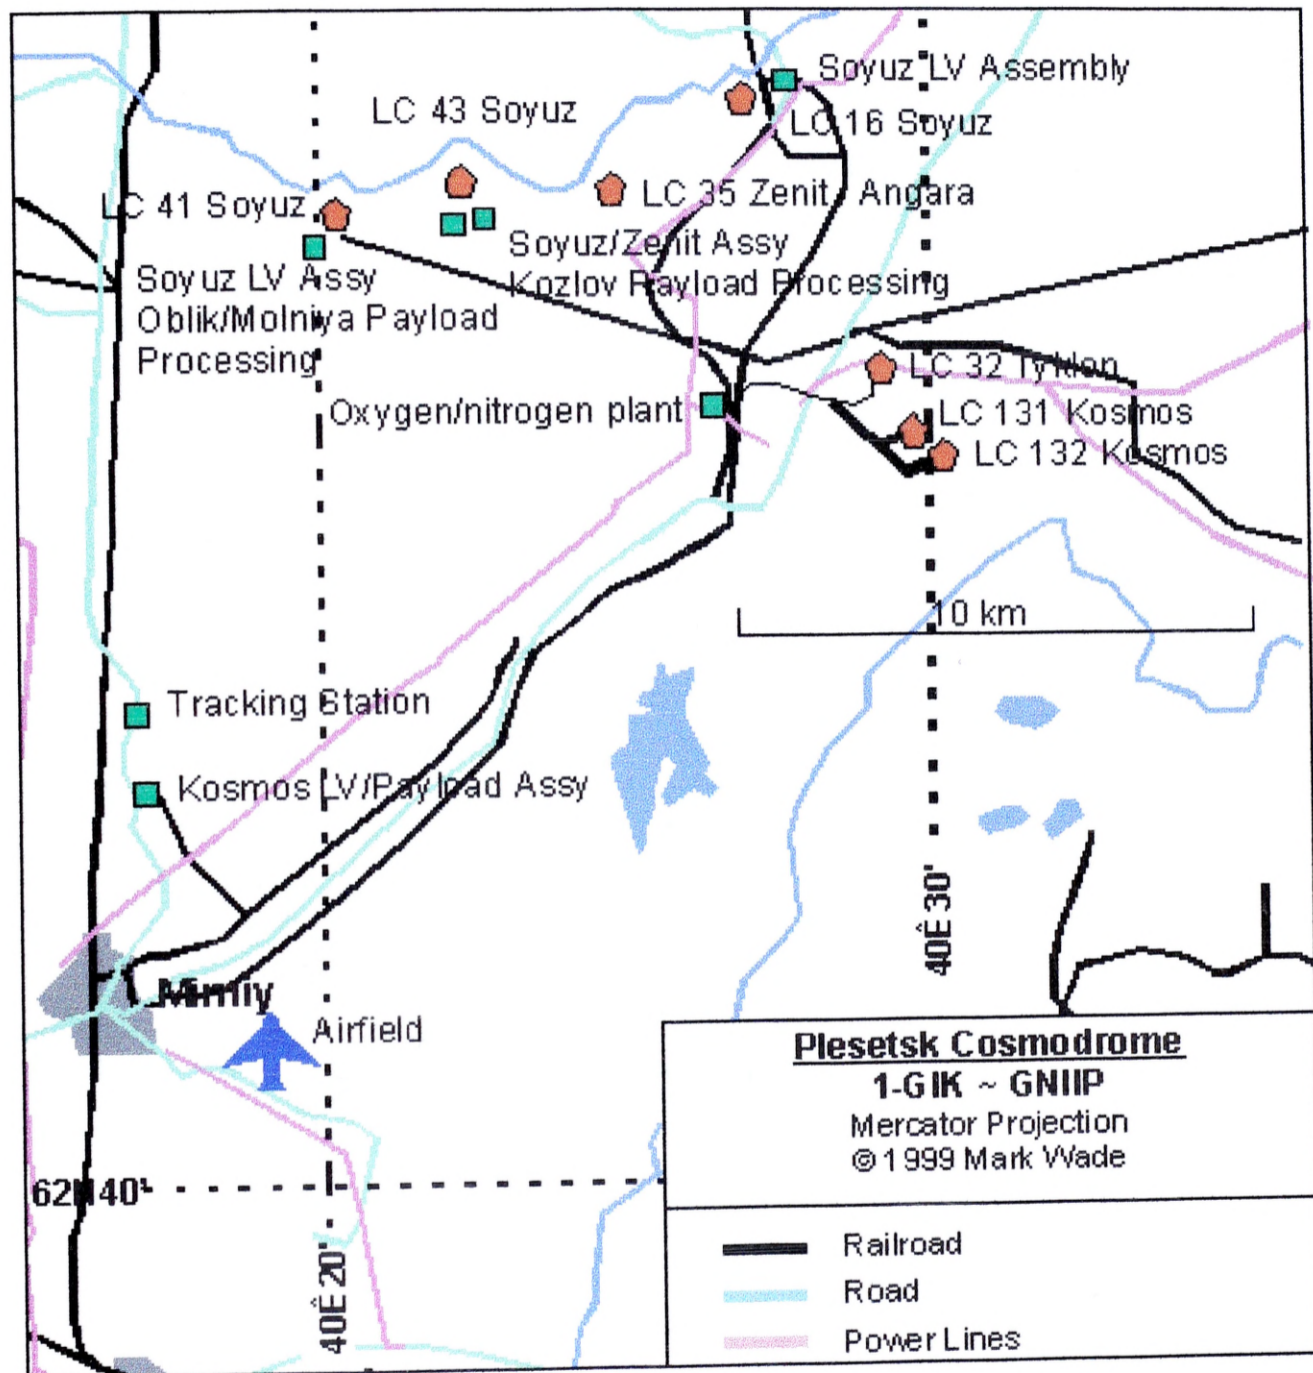 Soyuz LV Assembly
LC 43 Soyuz
LC 16 Soyuz
LC 35 Zenit, Angara
LC 41 Soyuz
Soyuz/Zenit Assy
Kozlov Payload Processing
Soyuz LV Assy
Oblik/Molniya Payload
Processing
LC 32 Tyklon
Oxygen/nitrogen plant
LC 131 Kosmos
LC 132 Kosmos
10 km
Tracking Station
Kosmos LV/Payload Assy
40Ê 30'
Mirniy
Airfield
Plesetsk Cosmodrome
1-GIK ~ GNIIP
Mercator Projection
© 1999 Mark Wade
62N40'
40Ê 20'
Railroad
Road
Power Lines